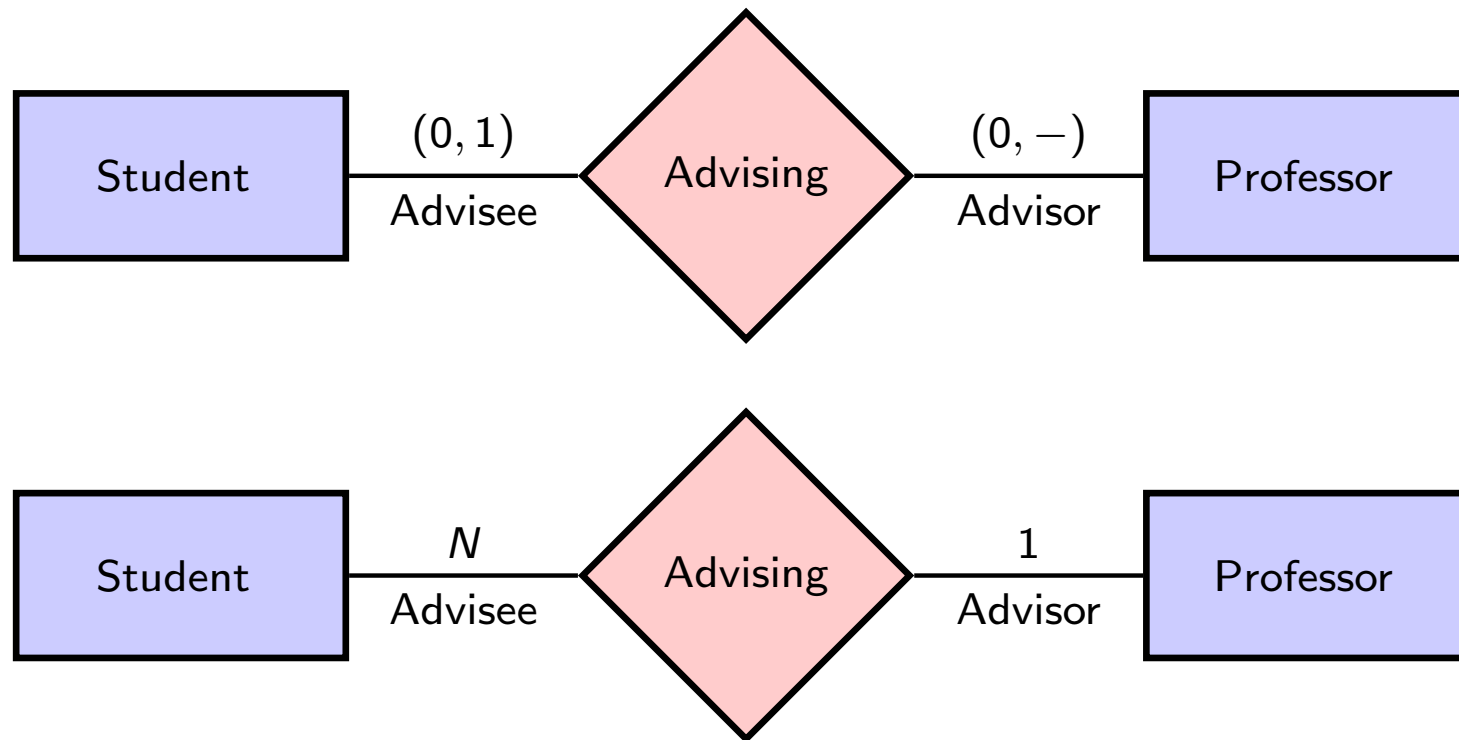 Student
(0, 1)
Advisee
Advising
(0, −)
Advisor
Professor
Student
N
Advisee
Advising
1
Advisor
Professor